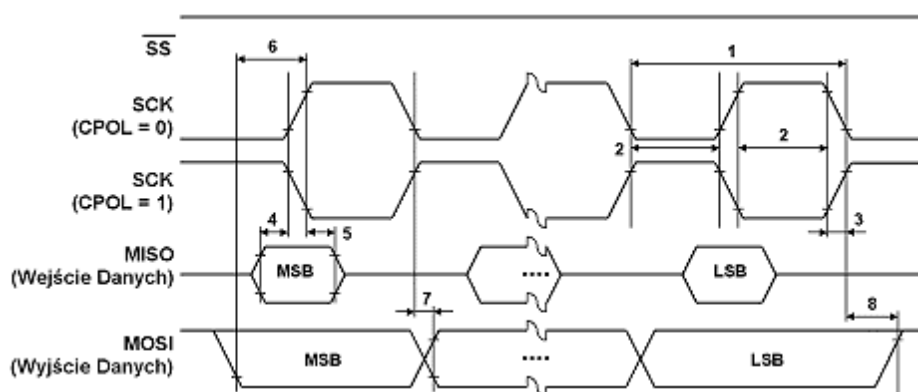 6
1
SS
SCK
(CPOL = 0)
2
2
SCK
(CPOL = 1)
3
4
5
MISO
(Wejście Danych)
MSB
....
LSB
7
8
MOSI
(Wyjście Danych)
MSB
....
LSB